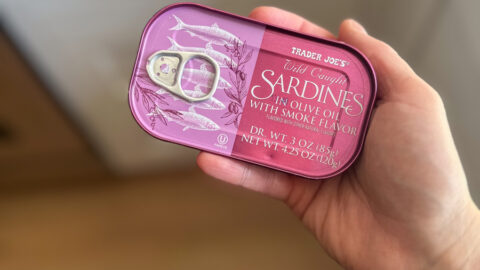 TRADER JOE'S
Wild Caught
SARDINES
IN OLIVE OIL
WITH SMOKE FLAVOR
DR. WT. 3 OZ (85g)
NET WT. 4.25 OZ (120g)